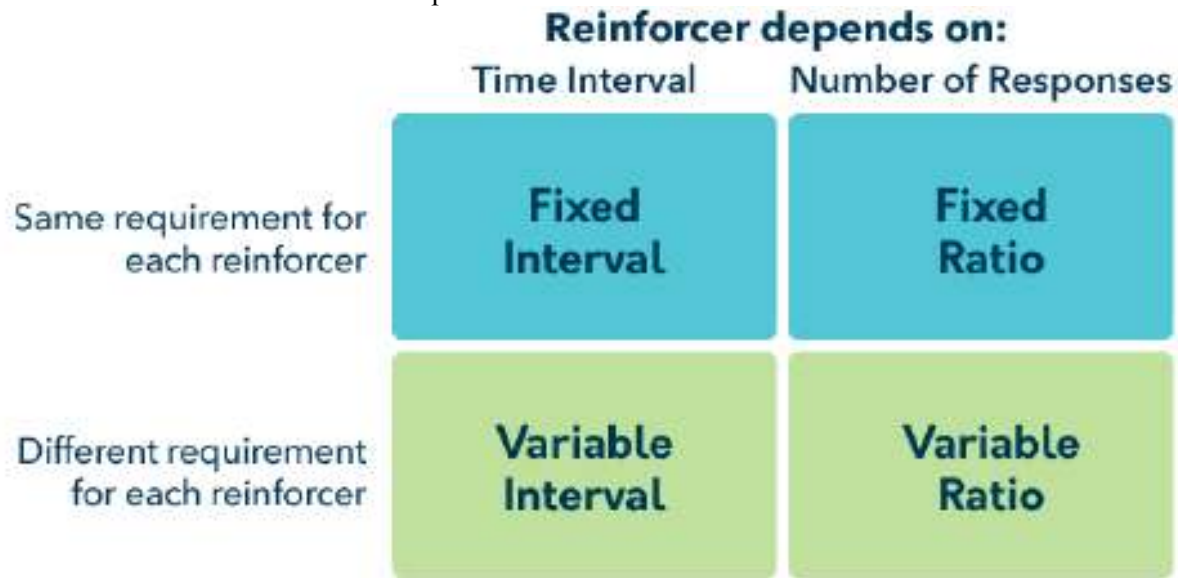 Reinforcer depends on:
Time Interval
Number of Responses
Same requirement for
each reinforcer
Fixed
Interval
Fixed
Ratio
Different requirement
for each reinforcer
Variable
Interval
Variable
Ratio